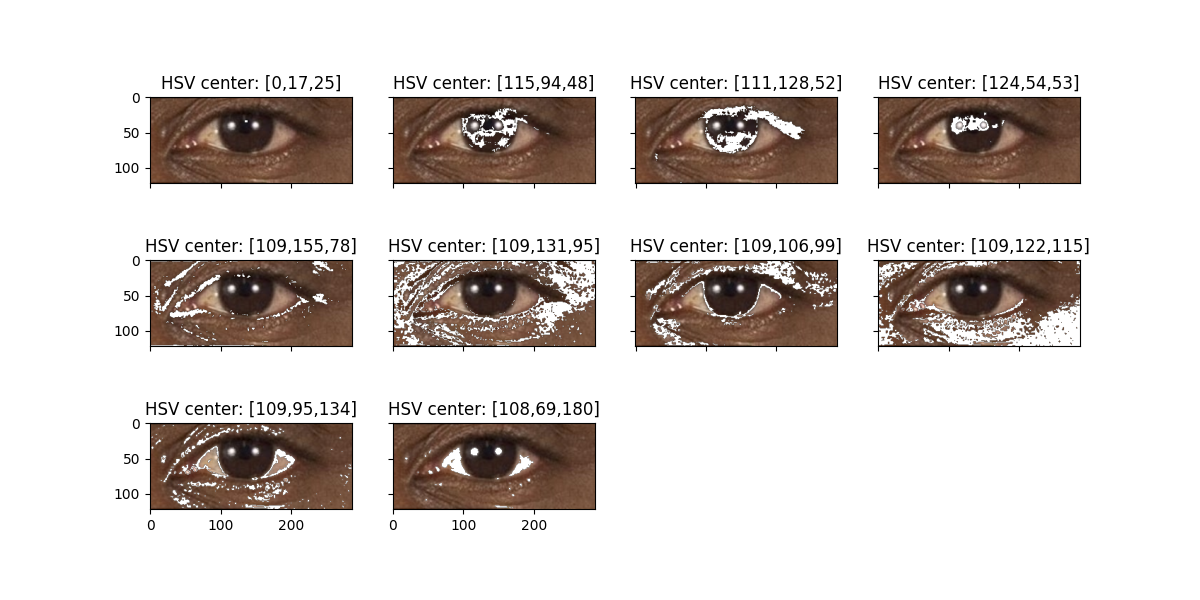 HSV center: [0,17,25] HSV center: [115,94,48] HSV center: [111,128,52] HSV center: [124,54,53]
0
50
100
HSV center: [109,155,78] HSV center: [109,131,95] HSV center: [109,106,99] HSV center: [109,122,115]
0
50
100
HSV center: [109,95,134] HSV center: [108,69,180]
0
50
100
0 100 200 0 100 200